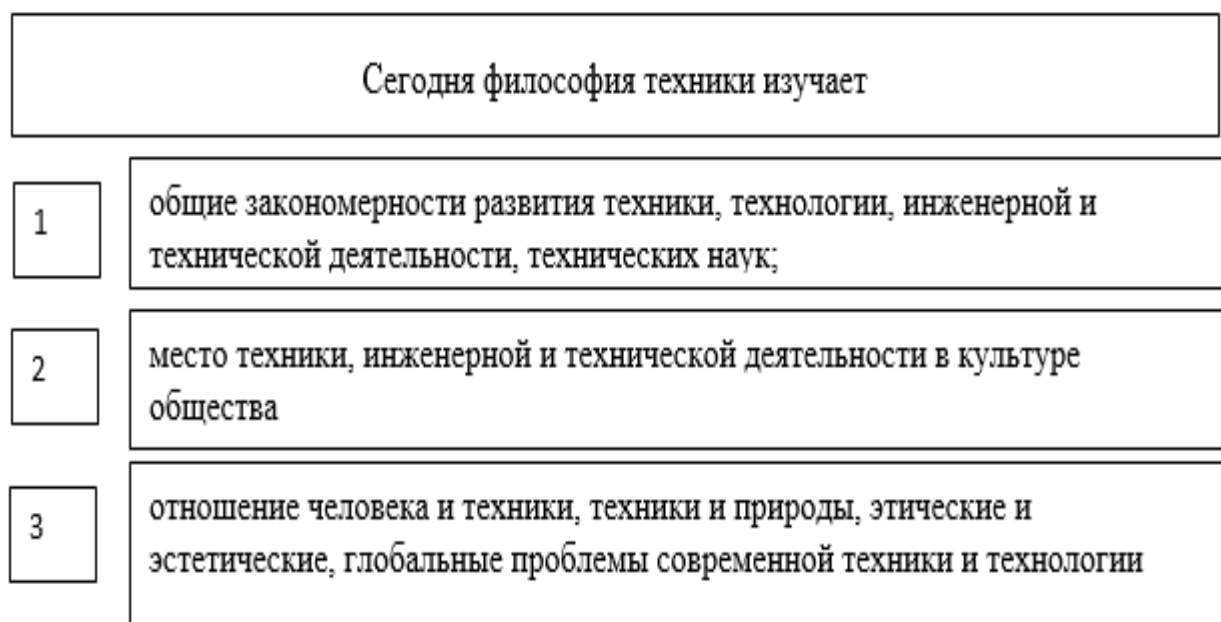 Сегодня философия техники изучает
1
общие закономерности развития техники, технологии, инженерной и
технической деятельности, технических наук;
2
место техники, инженерной и технической деятельности в культуре
общества
3
отношение человека и техники, техники и природы, этические и
эстетические, глобальные проблемы современной техники и технологии